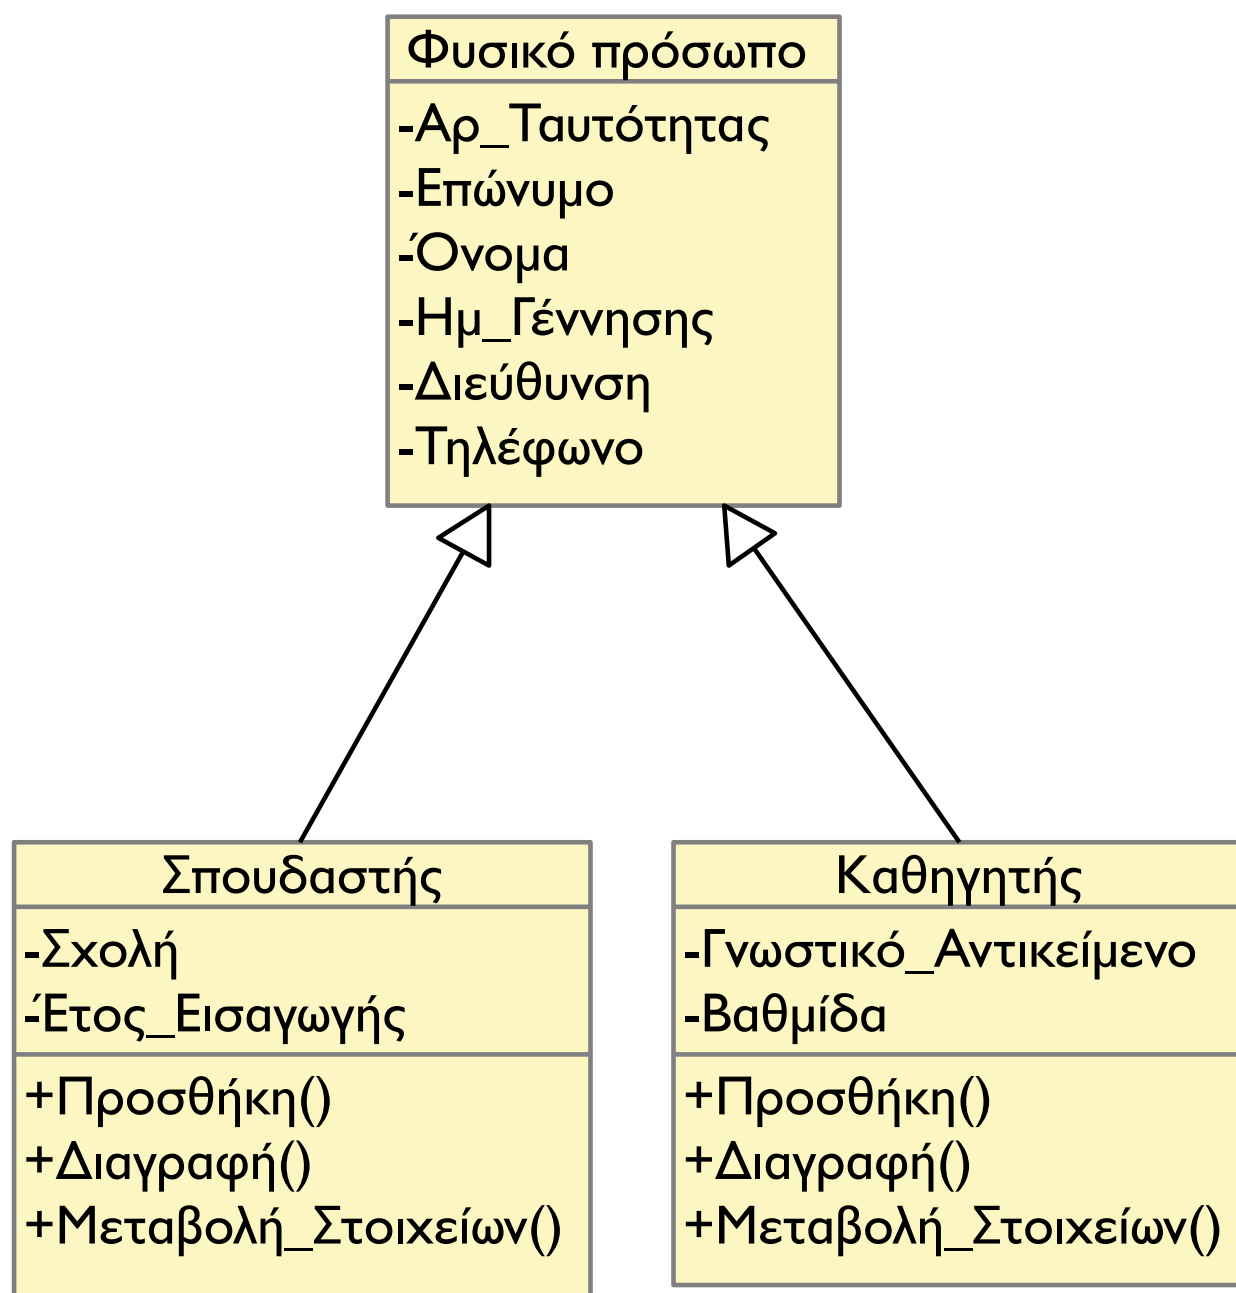 Φυσικό πρόσωπο
-Αρ_Ταυτότητας
-Επώνυμο
-Όνομα
-Ημ_Γέννησης
-Διεύθυνση
-Τηλέφωνο
Σπουδαστής
-Σχολή
-Έτος_Εισαγωγής
+Προσθήκη()
+Διαγραφή()
+Μεταβολή_Στοιχείων()
Καθηγητής
-Γνωστικό_Αντικείμενο
-Βαθμίδα
+Προσθήκη()
+Διαγραφή()
+Μεταβολή_Στοιχείων()